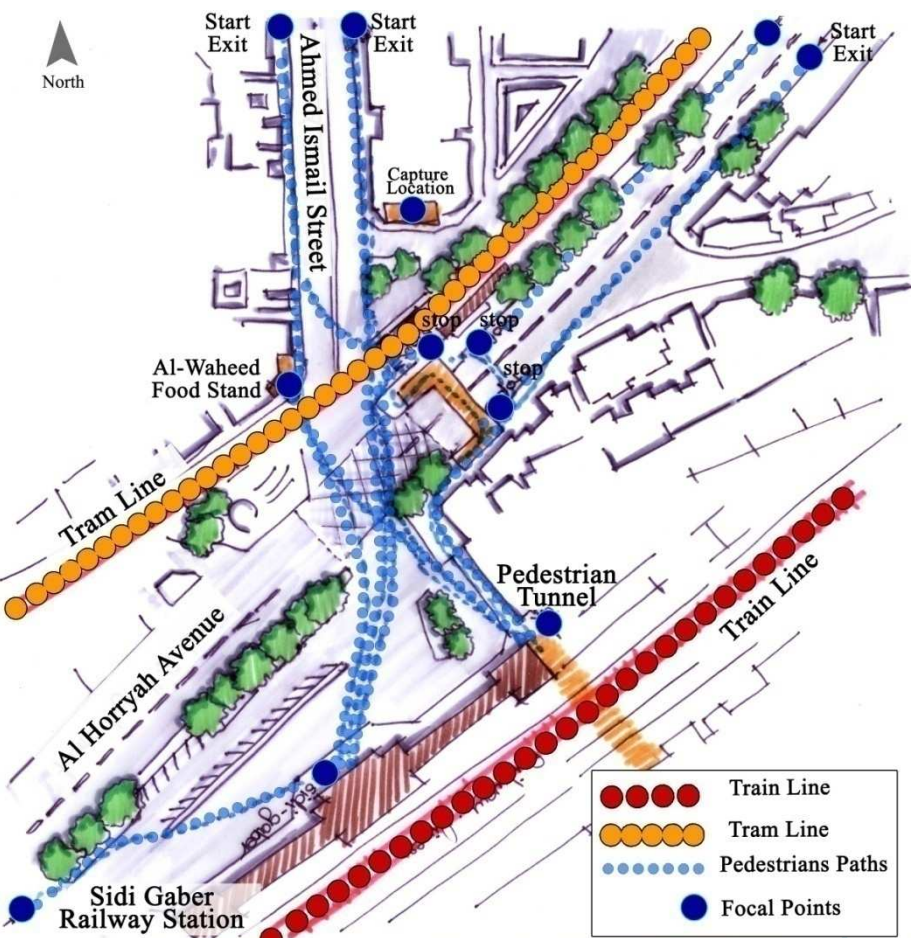 Start
Exit
Start
Exit
Start
Exit
North
Ahmed Ismail Street
Capture
Location
stop
stop
stop
Al-Waheed
Food Stand
Tram Line
Pedestrian
Tunnel
Train Line
Al Horryah Avenue
Sidi Gaber
Railway Station
Train Line
Tram Line
Pedestrians Paths
Focal Points